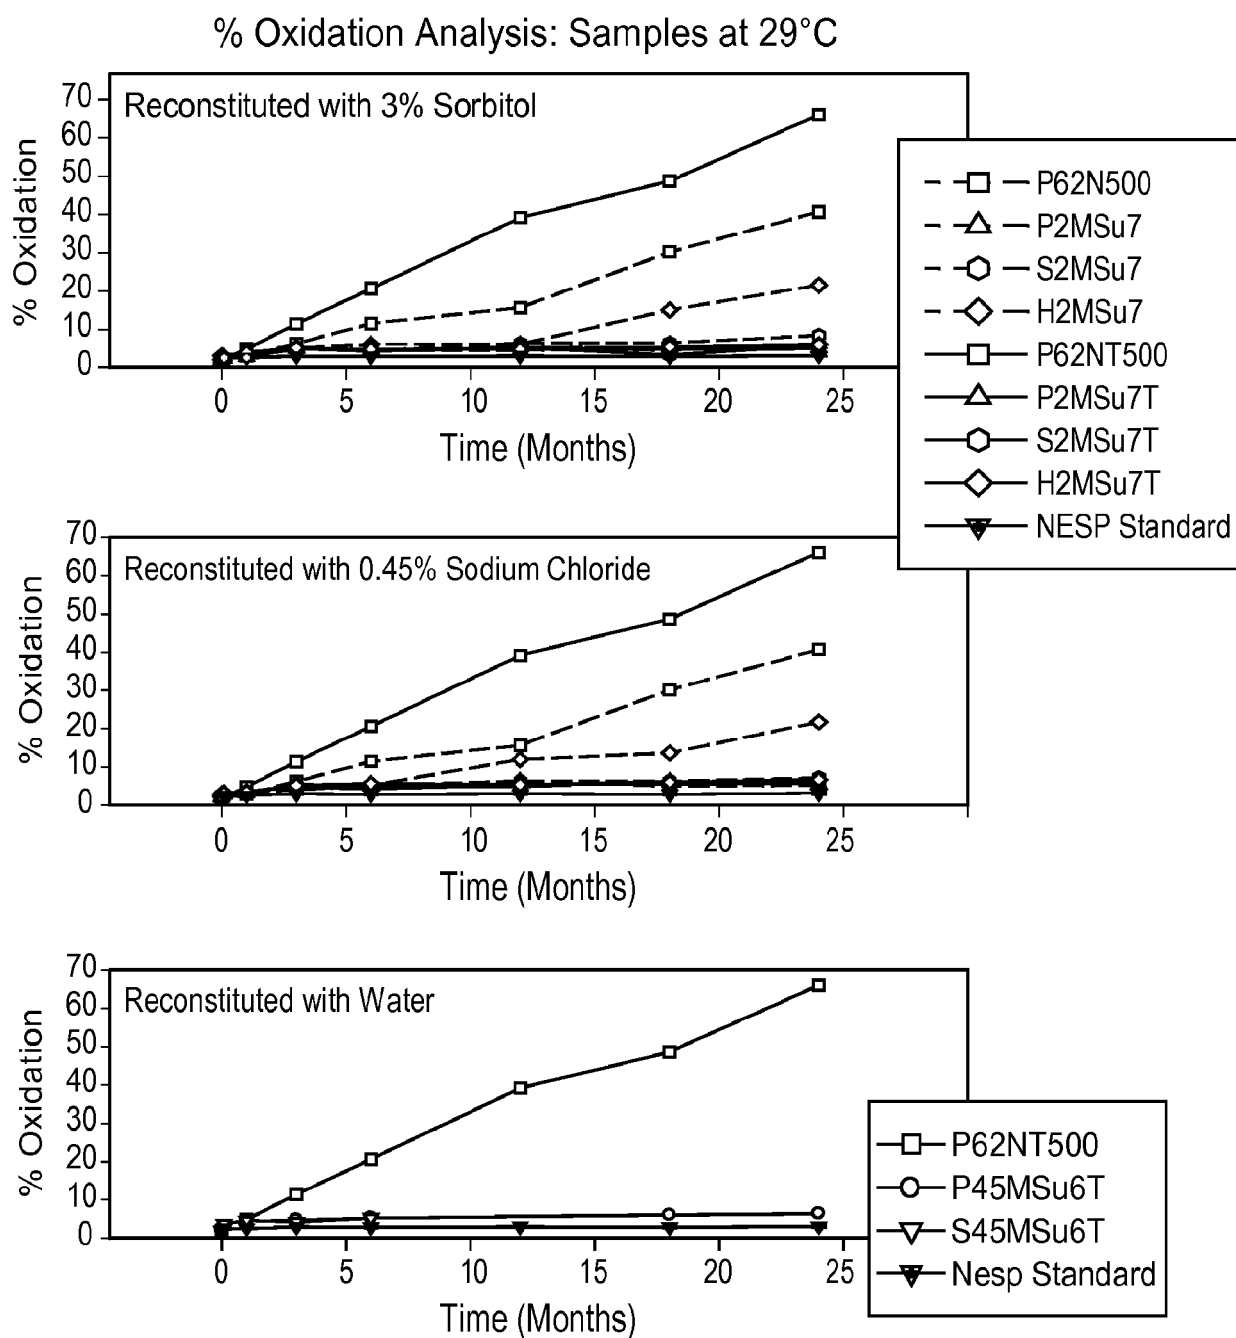 % Oxidation Analysis: Samples at 29°C
Reconstituted with 3% Sorbitol
% Oxidation
70
60
50
40
30
20
10
0
0 5 10 15 20 25
Time (Months)
P62N500
P2MSu7
S2MSu7
H2MSu7
P62NT500
P2MSu7T
S2MSu7T
H2MSu7T
NESP Standard
Reconstituted with 0.45% Sodium Chloride
% Oxidation
70
60
50
40
30
20
10
0
0 5 10 15 20 25
Time (Months)
Reconstituted with Water
% Oxidation
70
60
50
40
30
20
10
0
0 5 10 15 20 25
Time (Months)
P62NT500
P45MSu6T
S45MSu6T
Nesp Standard